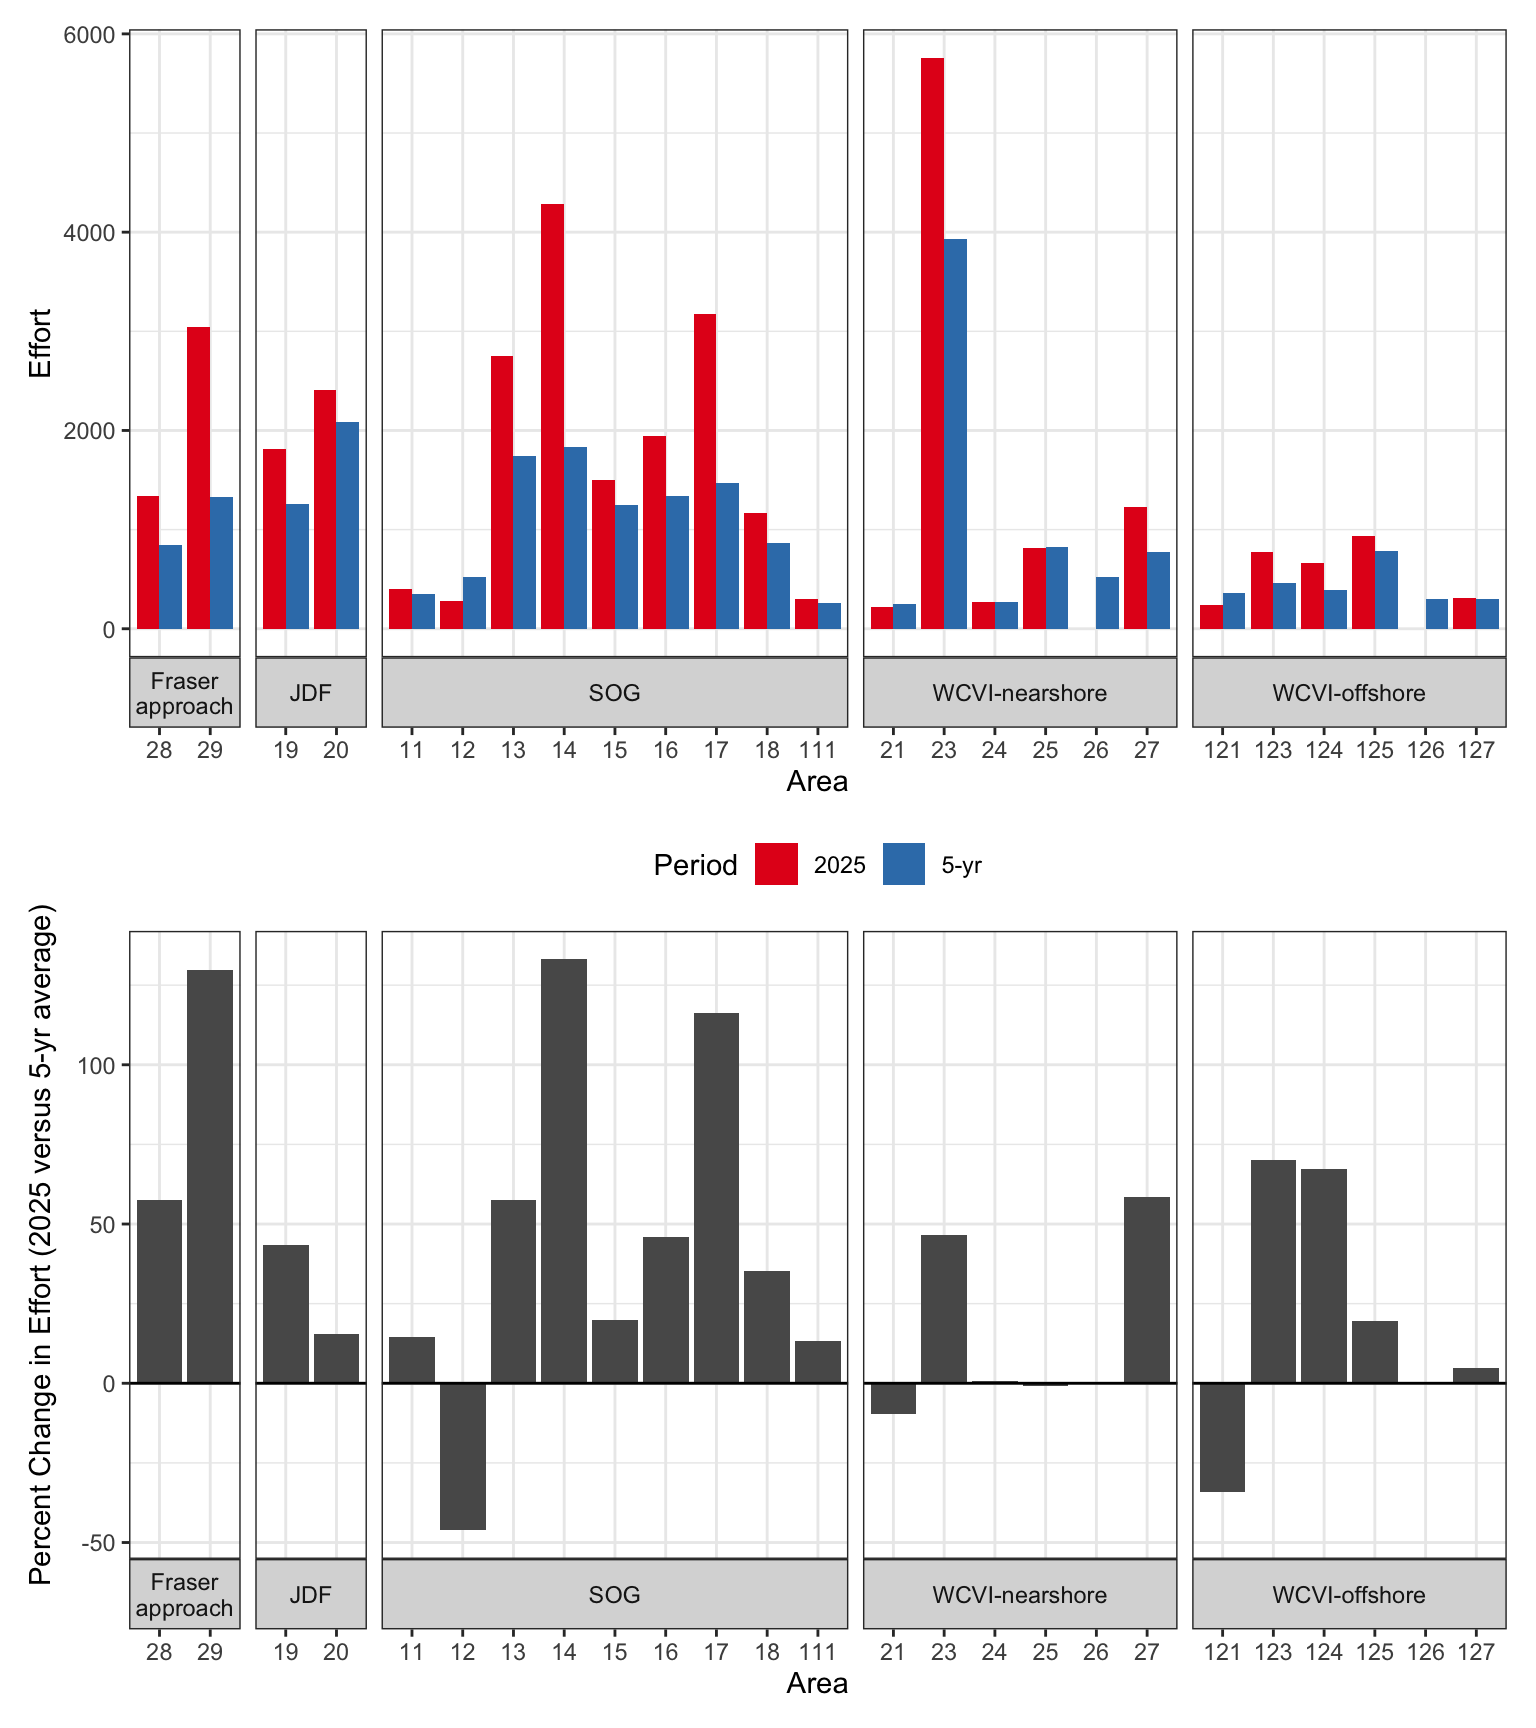 6000
4000
2000
0
Effort
Fraser
approach
JDF
SOG
WCVI-nearshore
WCVI-offshore
28 29 19 20 11 12 13 14 15 16 17 18 111 21 23 24 25 26 27 121 123 124 125 126 127
Area
Period 2025 5-yr
Percent Change in Effort (2025 versus 5-yr average)
100
50
0
-50
Fraser
approach
JDF
SOG
WCVI-nearshore
WCVI-offshore
28 29 19 20 11 12 13 14 15 16 17 18 111 21 23 24 25 26 27 121 123 124 125 126 127
Area